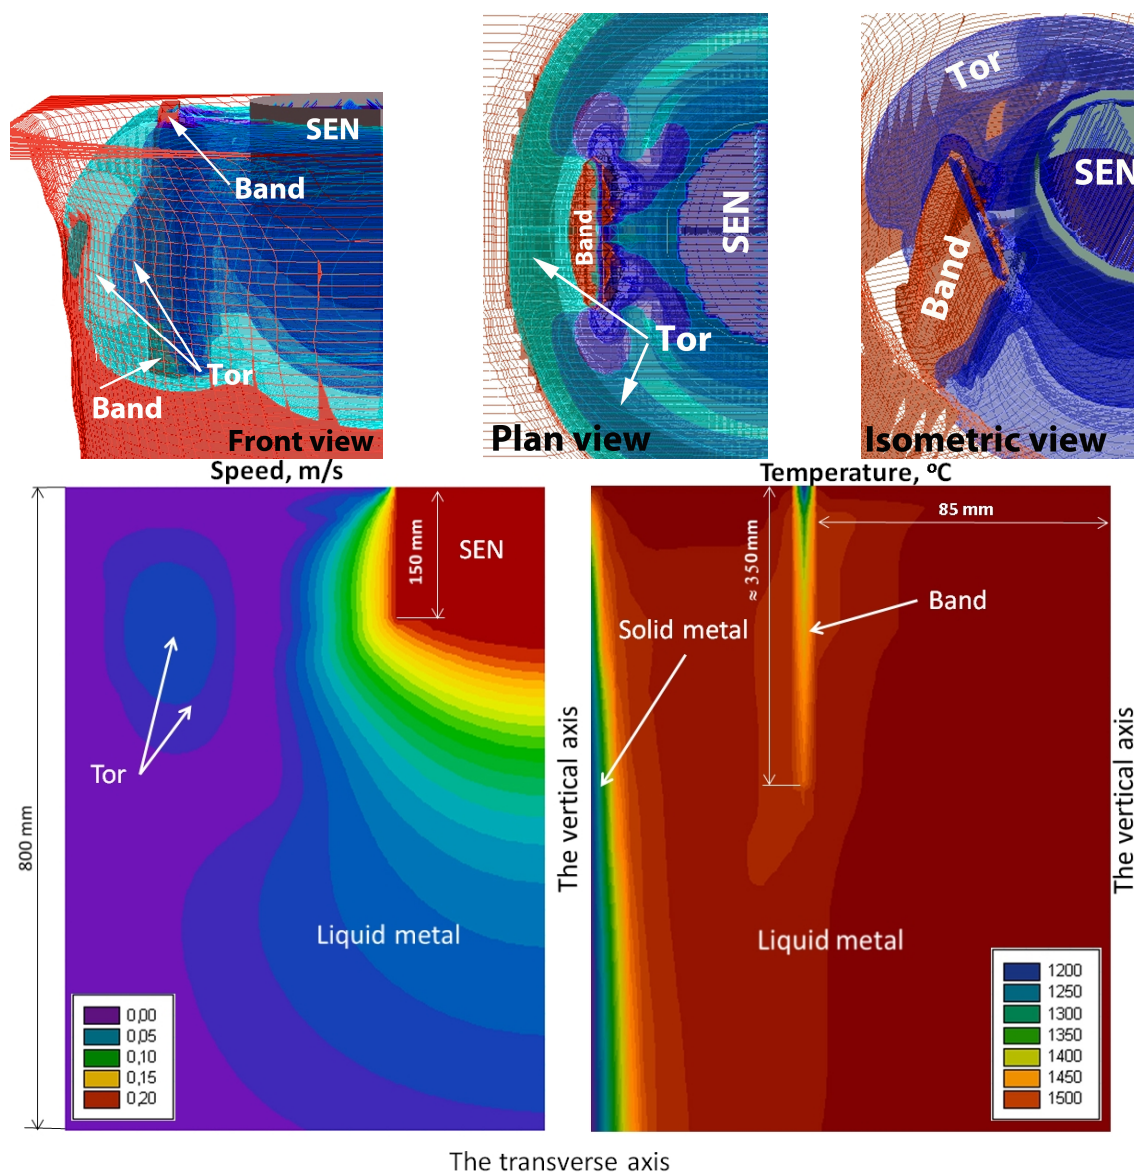 SEN
Band
Tor
Band
Front view
SEN
Band
Tor
Plan view
Tor
SEN
Band
Isometric view
Speed, m/s
800 mm
150 mm
SEN
Tor
Liquid metal
0,00
0,05
0,10
0,15
0,20
The vertical axis
Temperature, ºC
85 mm
≈ 350 mm
Band
Solid metal
Liquid metal
1200
1250
1300
1350
1400
1450
1500
The vertical axis
The transverse axis